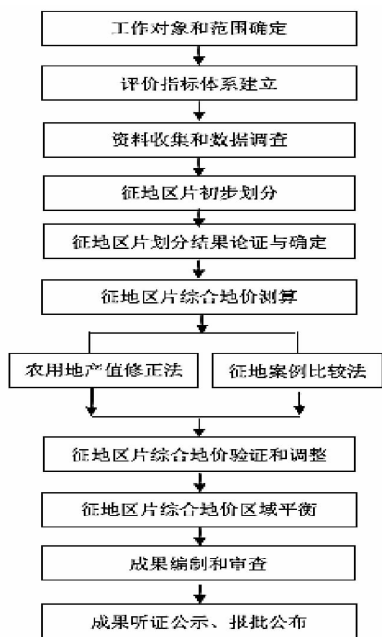 工作对象和范围确定
评价指标体系建立
资料收集和数据调查
征地区片初步划分
征地区片划分结果论证与确定
征地区片综合地价测算
农用地产值修正法
征地案例比较法
征地区片综合地价验证和调整
征地区片综合地价区域平衡
成果编制和审查
成果听证公示、报批公布